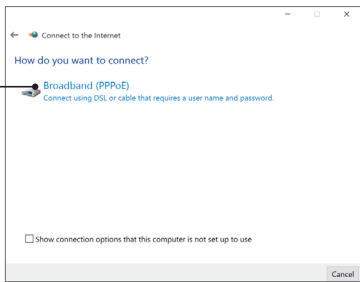 Connect to the Internet
How do you want to connect?
Broadband (PPPoE)
Connect using DSL or cable that requires a user name and password.
Show connection options that this computer is not set up to use
Cancel